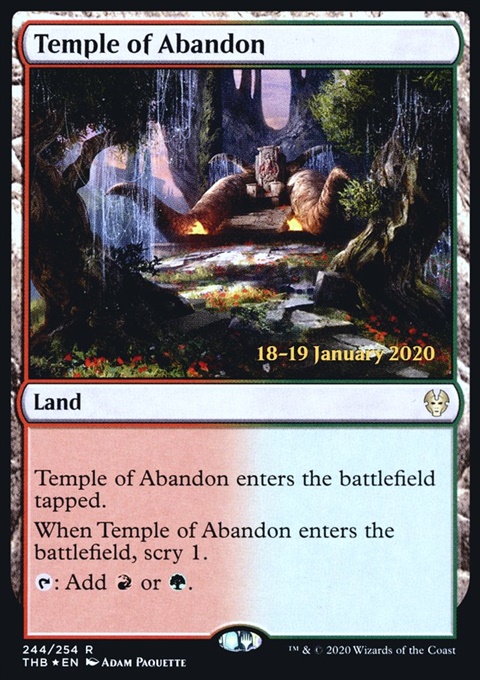 Temple of Abandon
18-19 January 2020
Land
Temple of Abandon enters the battlefield
tapped.
When Temple of Abandon enters the
battlefield, scry 1.
: Add or .
244/254 R
THB ★ EN Adam Paquette
™ & © 2020 Wizards of the Coast